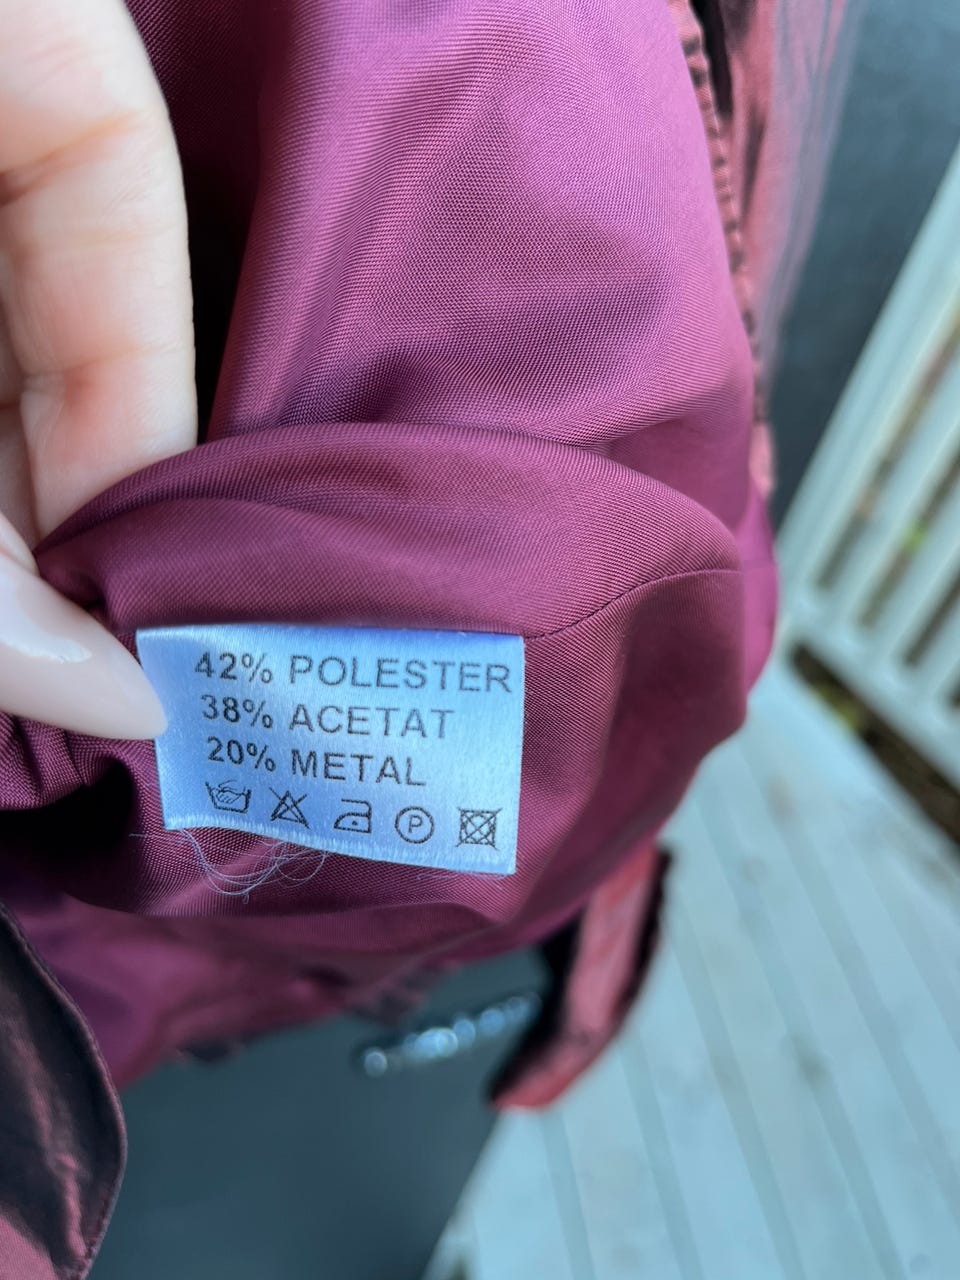 42% POLESTER
38% ACETAT
20% METAL
P